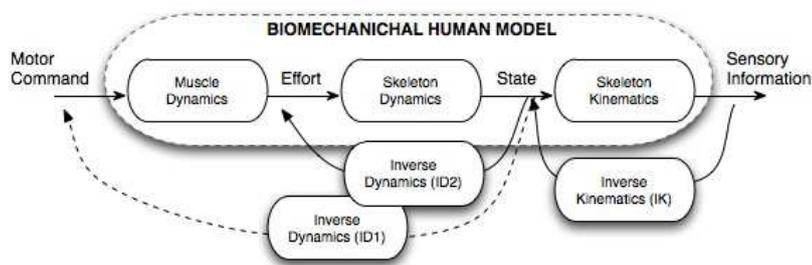 BIOMECHANICHAL HUMAN MODEL
Motor
Command
Muscle
Dynamics
Effort
Skeleton
Dynamics
State
Skeleton
Kinematics
Sensory
Information
Inverse
Dynamics (ID2)
Inverse
Kinematics (IK)
Inverse
Dynamics (ID1)